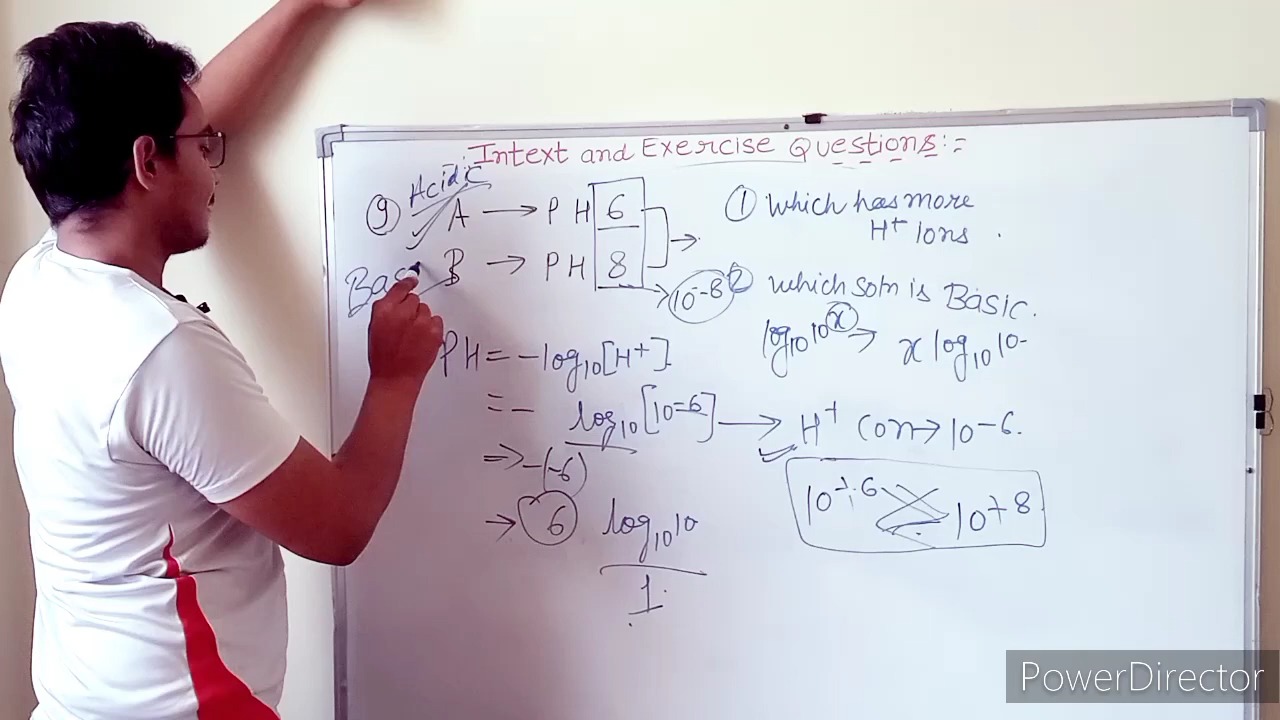 Intext and Exercise Questions:=
9 Acidic
A → PH 6
B → PH 8
Bas
→ 10-8
① which has more
H+ Ions .
② which soln is Basic.
log10 10 x → x log10 10
PH = -log10[H+].
= - log10[10-6] → H+ Con → 10-6.
⇒ -(-6)
→ 6 log10 10
1
10-6 10+8
PowerDirector